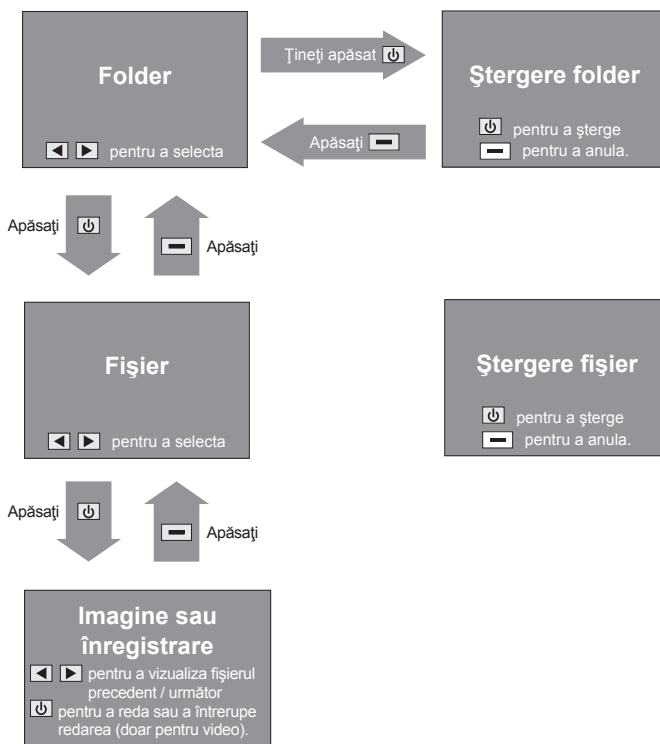 Folder
pentru a selecta
Ţineţi apăsat
Apăsaţi
Ştergere folder
pentru a şterge
pentru a anula.
Apăsaţi
Apăsaţi
Fişier
pentru a selecta
Ştergere fişier
pentru a şterge
pentru a anula.
Apăsaţi
Apăsaţi
Imagine sau
înregistrare
pentru a vizualiza fişierul
precedent / următor
pentru a reda sau a întrerupe
redarea (doar pentru video).